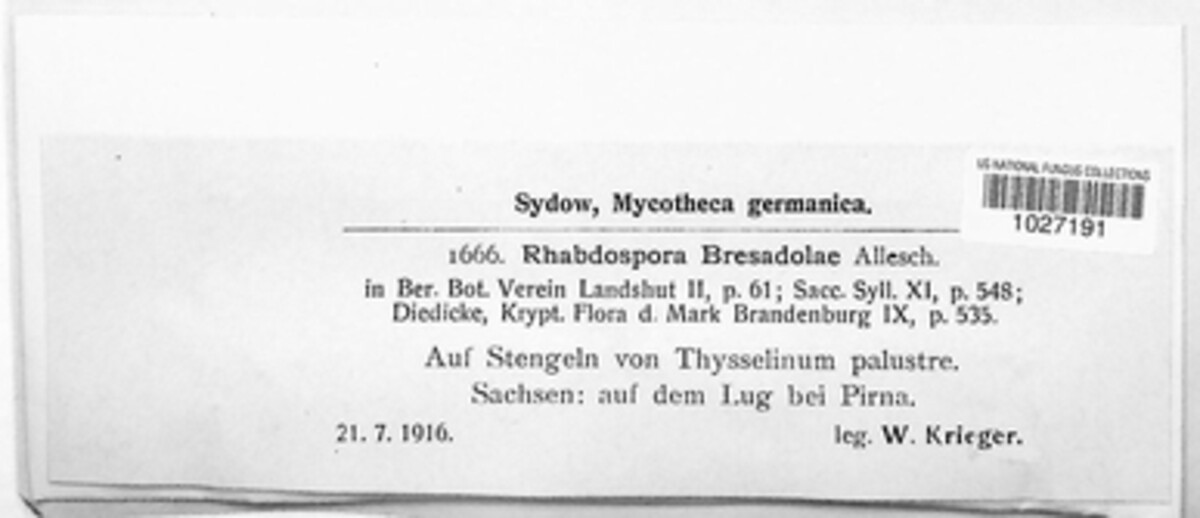 US NATIONAL FUNGUS COLLECTIONS
1027191
Sydow, Mycotheca germanica.
1666. Rhabdospora Bresadolae Allesch.
in Ber. Bot. Verein Landshut II, p. 61; Sacc. Syll. XI, p. 548;
Diedicke, Krypt. Flora d. Mark Brandenburg IX, p. 535.
Auf Stengeln von Thysselinum palustre.
Sachsen: auf dem Lug bei Pirna.
21. 7. 1916. leg. W. Krieger.